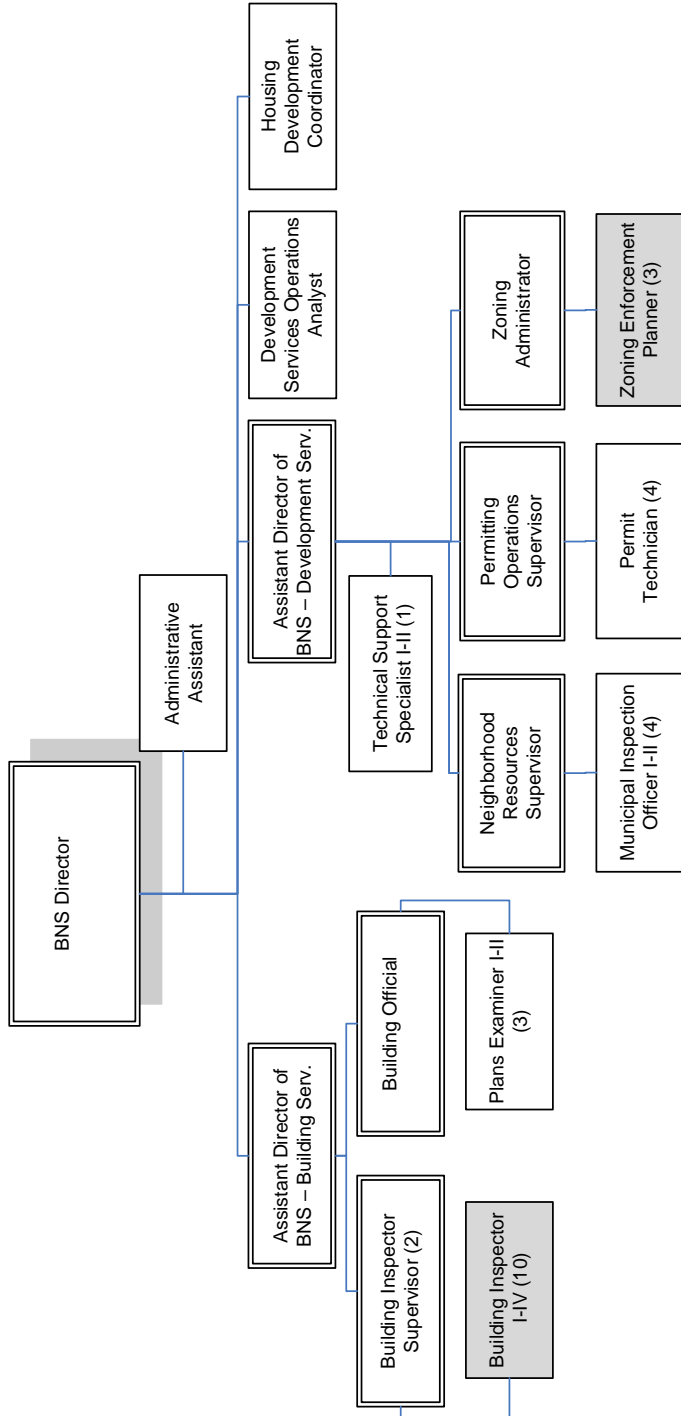 BNS Director
Administrative
Assistant
Assistant Director of
BNS – Building Serv.
Assistant Director of
BNS – Development Serv.
Development
Services Operations
Analyst
Housing
Development
Coordinator
Technical Support
Specialist I-II (1)
Building Inspector
Supervisor (2)
Building Official
Neighborhood
Resources
Supervisor
Permitting
Operations
Supervisor
Zoning
Administrator
Building Inspector
I-IV (10)
Plans Examiner I-II
(3)
Municipal Inspection
Officer I-II (4)
Permit
Technician (4)
Zoning Enforcement
Planner (3)